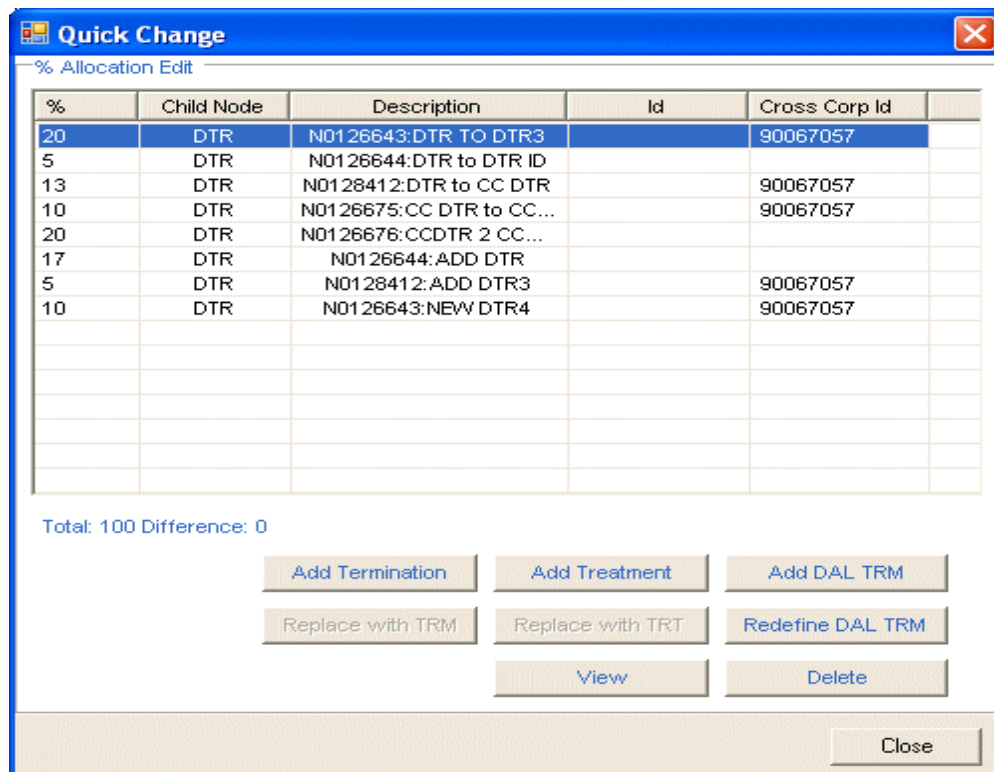 Quick Change
% Allocation Edit
% Child Node Description Id Cross Corp Id
20 DTR N0126643:DTR TO DTR3 90067057
5 DTR N0126644:DTR to DTR ID
13 DTR N0128412:DTR to CC DTR 90067057
10 DTR N0126675:CC DTR to CC... 90067057
20 DTR N0126676:CCDTR 2 CC...
17 DTR N0126644:ADD DTR
5 DTR N0128412:ADD DTR3 90067057
10 DTR N0126643:NEW DTR4 90067057
Total: 100 Difference: 0
Add Termination Add Treatment Add DAL TRM
Replace with TRM Replace with TRT Redefine DAL TRM
View Delete
Close